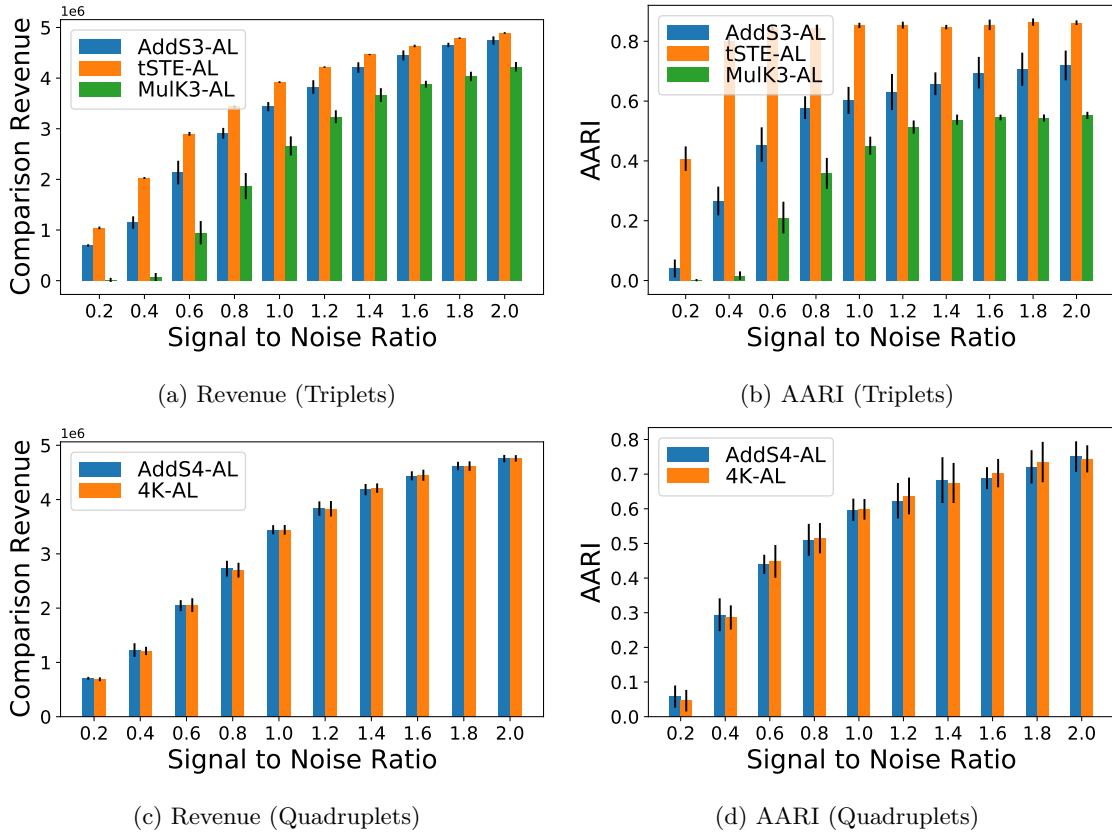 1e6
Comparison Revenue
5
4
3
2
1
0
AddS3-AL
tSTE-AL
MulK3-AL
0.2 0.4 0.6 0.8 1.0 1.2 1.4 1.6 1.8 2.0
Signal to Noise Ratio
(a) Revenue (Triplets)
AARI
0.8
0.6
0.4
0.2
0.0
AddS3-AL
tSTE-AL
MulK3-AL
0.2 0.4 0.6 0.8 1.0 1.2 1.4 1.6 1.8 2.0
Signal to Noise Ratio
(b) AARI (Triplets)
1e6
Comparison Revenue
5
4
3
2
1
0
AddS4-AL
4K-AL
0.2 0.4 0.6 0.8 1.0 1.2 1.4 1.6 1.8 2.0
Signal to Noise Ratio
(c) Revenue (Quadruplets)
AARI
0.8
0.7
0.6
0.5
0.4
0.3
0.2
0.1
0.0
AddS4-AL
4K-AL
0.2 0.4 0.6 0.8 1.0 1.2 1.4 1.6 1.8 2.0
Signal to Noise Ratio
(d) AARI (Quadruplets)